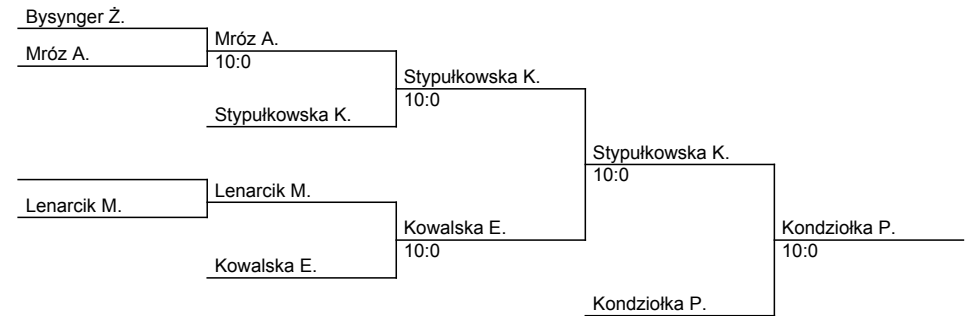 Bysynger Ż.
Mróz A.
Mróz A.
10:0
Stypułkowska K.
10:0
Stypułkowska K.
Stypułkowska K.
10:0
Lenarcik M.
Lenarcik M.
Kowalska E.
10:0
Kondziołka P.
10:0
Kowalska E.
Kondziołka P.